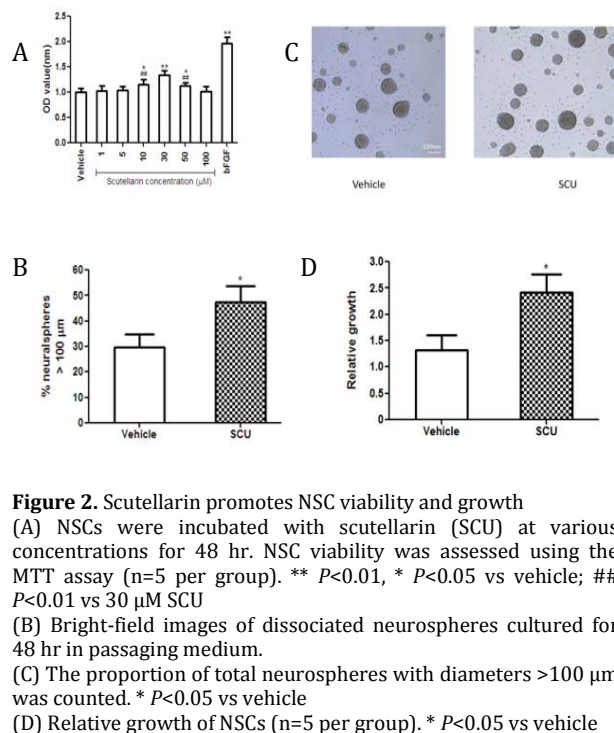 A
OD value(nm)
2.5
2.0
1.5
1.0
0.5
0.0
*
##
**
*
##
**
Vehicle
1
5
10
30
50
100
bFGF
Scutellarin concentration (μM)
C
100um
Vehicle
SCU
B
% neuralspheres
> 100 μm
60
50
40
30
20
10
0
*
Vehicle
SCU
D
Relative growth
3.0
2.5
2.0
1.5
1.0
0.5
0.0
*
Vehicle
SCU
Figure 2. Scutellarin promotes NSC viability and growth
(A) NSCs were incubated with scutellarin (SCU) at various
concentrations for 48 hr. NSC viability was assessed using the
MTT assay (n=5 per group). ** P<0.01, * P<0.05 vs vehicle; ##
P<0.01 vs 30 μM SCU
(B) Bright-field images of dissociated neurospheres cultured for
48 hr in passaging medium.
(C) The proportion of total neurospheres with diameters >100 μm
was counted. * P<0.05 vs vehicle
(D) Relative growth of NSCs (n=5 per group). * P<0.05 vs vehicle